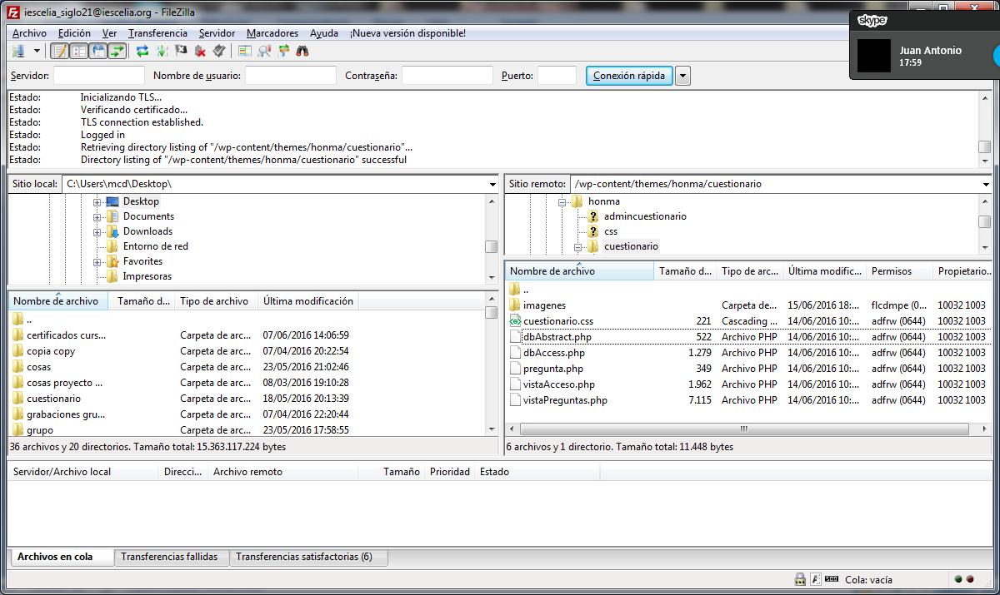 iescelia_siglo21@iescelia.org - FileZilla
Archivo Edición Ver Transferencia Servidor Marcadores Ayuda ¡Nueva versión disponible!
skype
Juan Antonio
17:59
Servidor: Nombre de usuario: Contraseña: Puerto: Conexión rápida
Estado: Inicializando TLS...
Estado: Verificando certificado...
Estado: TLS connection established.
Estado: Logged in
Estado: Retrieving directory listing of "/wp-content/themes/honma/cuestionario"...
Estado: Directory listing of "/wp-content/themes/honma/cuestionario" successful
Sitio local: C:\Users\mcd\Desktop\
Desktop
Documents
Downloads
Entorno de red
Favorites
Impresoras
Nombre de archivo Tamaño d... Tipo de archivo Última modificación
..
certificados curs... Carpeta de arc... 07/06/2016 14:06:59
copia copy Carpeta de arc... 07/04/2016 20:22:54
cosas Carpeta de arc... 23/05/2016 21:02:46
cosas proyecto ... Carpeta de arc... 08/03/2016 19:10:28
cuestionario Carpeta de arc... 18/05/2016 20:13:39
grabaciones gru... Carpeta de arc... 07/04/2016 22:20:44
grupo Carpeta de arc... 23/05/2016 17:58:55
36 archivos y 20 directorios. Tamaño total: 15.363.117.224 bytes
Sitio remoto: /wp-content/themes/honma/cuestionario
honma
admincuestionario
css
cuestionario
Nombre de archivo Tamaño d... Tipo de arc... Última modific... Permisos Propietario...
..
imagenes Carpeta de... 15/06/2016 18:... flcdmpe (0... 10032 1003
cuestionario.css 221 Cascading ... 14/06/2016 10:... adfrw (0644) 10032 1003
dbAbstract.php 522 Archivo PHP 14/06/2016 10:... adfrw (0644) 10032 1003
dbAccess.php 1.279 Archivo PHP 14/06/2016 10:... adfrw (0644) 10032 1003
pregunta.php 349 Archivo PHP 14/06/2016 10:... adfrw (0644) 10032 1003
vistaAcceso.php 1.962 Archivo PHP 14/06/2016 10:... adfrw (0644) 10032 1003
vistaPreguntas.php 7.115 Archivo PHP 14/06/2016 10:... adfrw (0644) 10032 1003
6 archivos y 1 directorio. Tamaño total: 11.448 bytes
Servidor/Archivo local Direcci... Archivo remoto Tamaño Prioridad Estado
Archivos en cola Transferencias fallidas Transferencias satisfactorias (6)
Cola: vacía